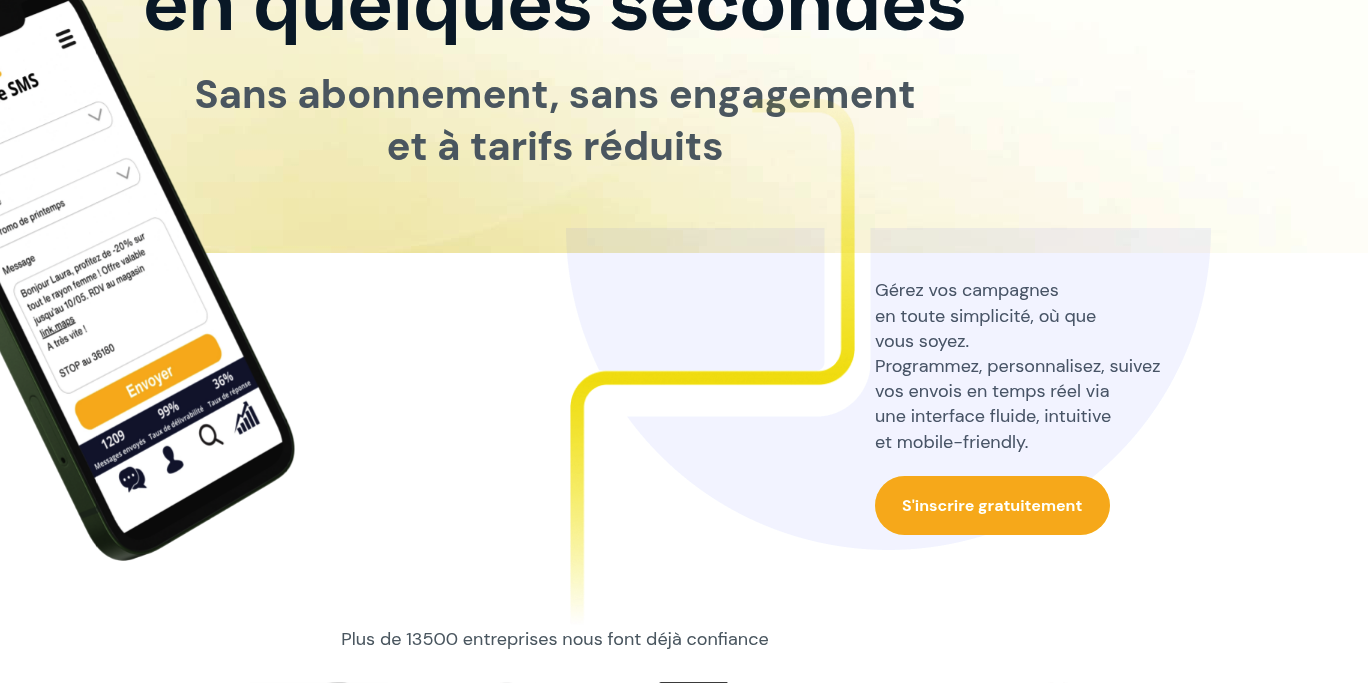 en quelques secondes
Sans abonnement, sans engagement
et à tarifs réduits
e SMS
romo de printemps
Message
Bonjour Laura, profitez de -20% sur
tout le rayon femme ! Offre valable
jusqu'au 10/05. RDV au magasin
link.maps
A très vite !
STOP au 36180
Envoyer
1209
Messages envoyés
99%
Taux de délivrabilité
36%
Taux de réponse
Gérez vos campagnes
en toute simplicité, où que
vous soyez.
Programmez, personnalisez, suivez
vos envois en temps réel via
une interface fluide, intuitive
et mobile-friendly.
S'inscrire gratuitement
Plus de 13500 entreprises nous font déjà confiance